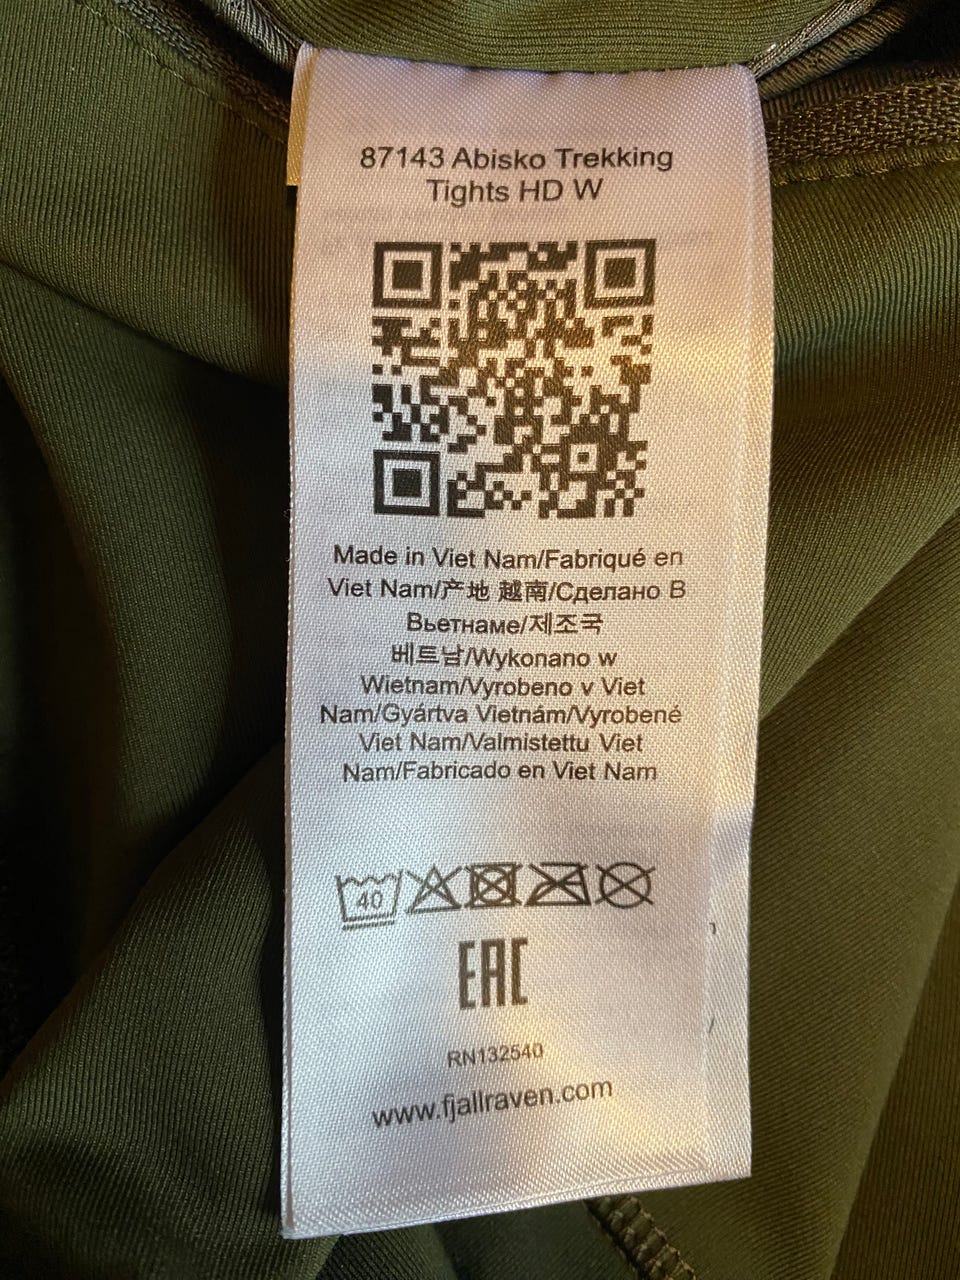 87143 Abisko Trekking
Tights HD W
Made in Viet Nam/Fabriqué en
Viet Nam/产地 越南/Сделано В
Вьетнаме/제조국
베트남/Wykonano w
Wietnam/Vyrobeno v Viet
Nam/Gyártva Vietnám/Vyrobené
Viet Nam/Valmistettu Viet
Nam/Fabricado en Viet Nam
40
EAC
RN132540
www.fjallraven.com